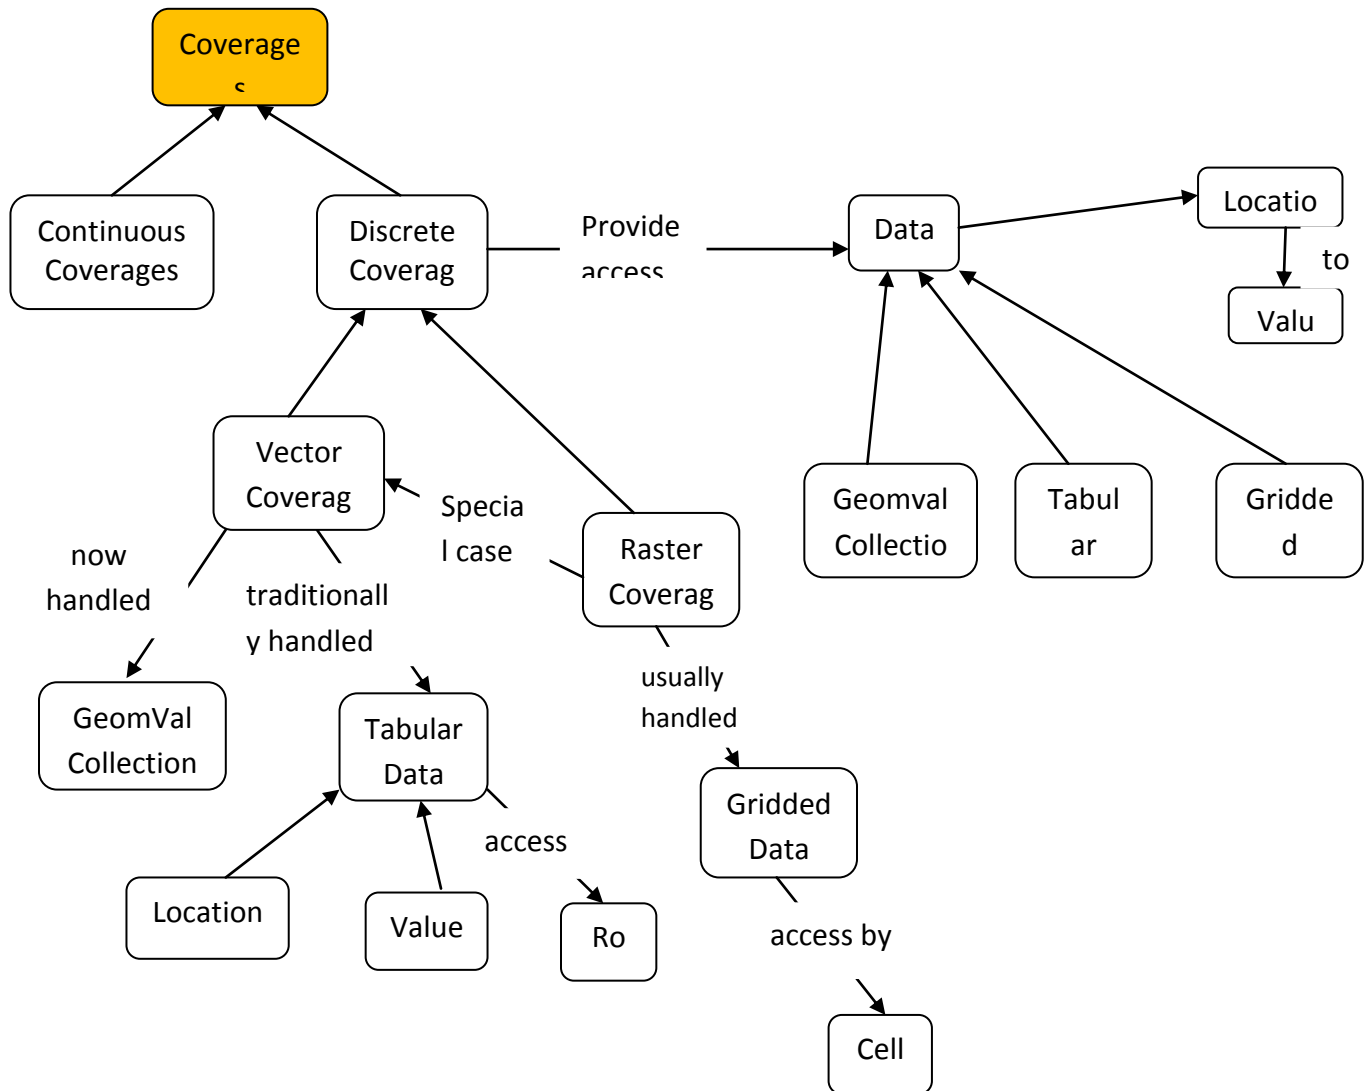 Coverage
s
Continuous
Coverages
Discrete
Coverag
Provide
access
Data
Locatio
to
Valu
Vector
Coverag
Specia
l case
Raster
Coverag
Geomval
Collectio
Tabul
ar
Gridde
d
now
handled
traditionall
y handled
usually
handled
GeomVal
Collection
Tabular
Data
Gridded
Data
access
Location
Value
Ro
access by
Cell